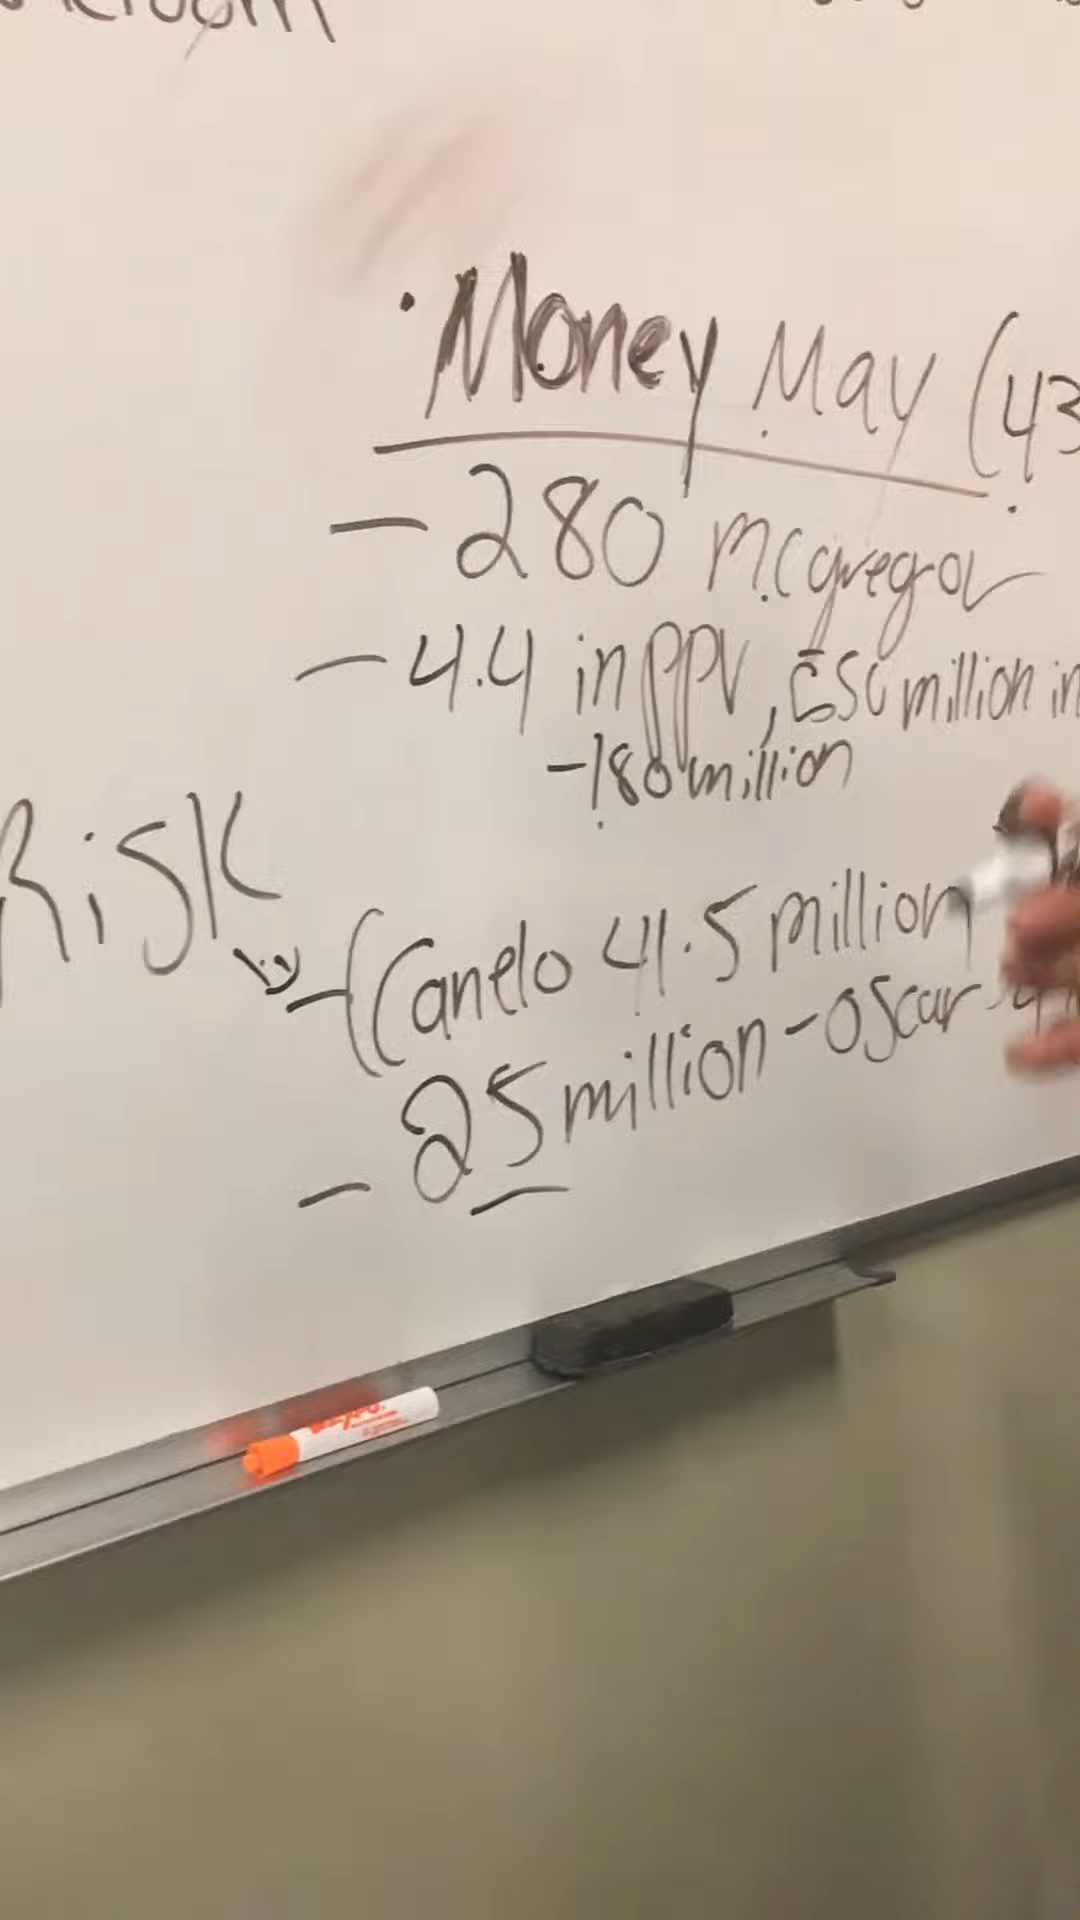 Money May (43
- 280 mcgregor
- 4.4 in PPV, 550 million in
- 180 million
Risk
- (Canelo 41.5 million
- 25 million - oscar -